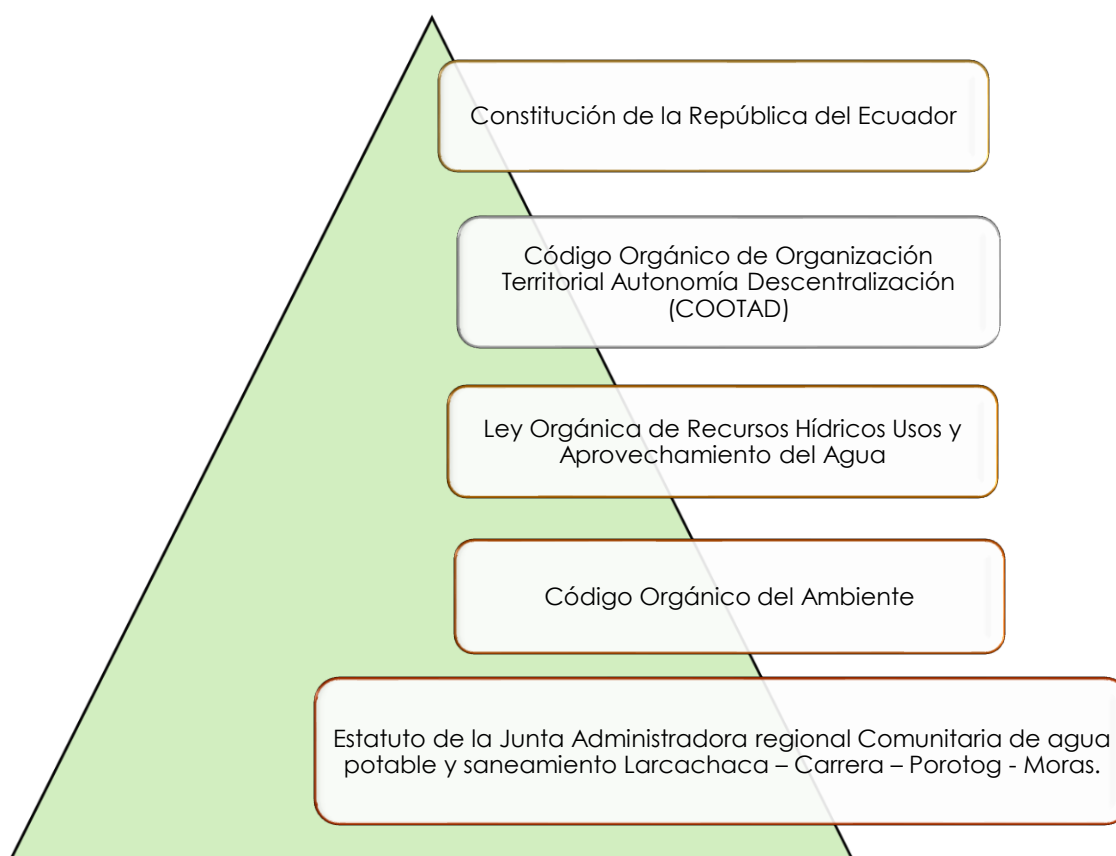 Constitución de la República del Ecuador
Código Orgánico de Organización
Territorial Autonomía Descentralización
(COOTAD)
Ley Orgánica de Recursos Hídricos Usos y
Aprovechamiento del Agua
Código Orgánico del Ambiente
Estatuto de la Junta Administradora regional Comunitaria de agua
potable y saneamiento Larcachaca – Carrera – Porotog - Moras.